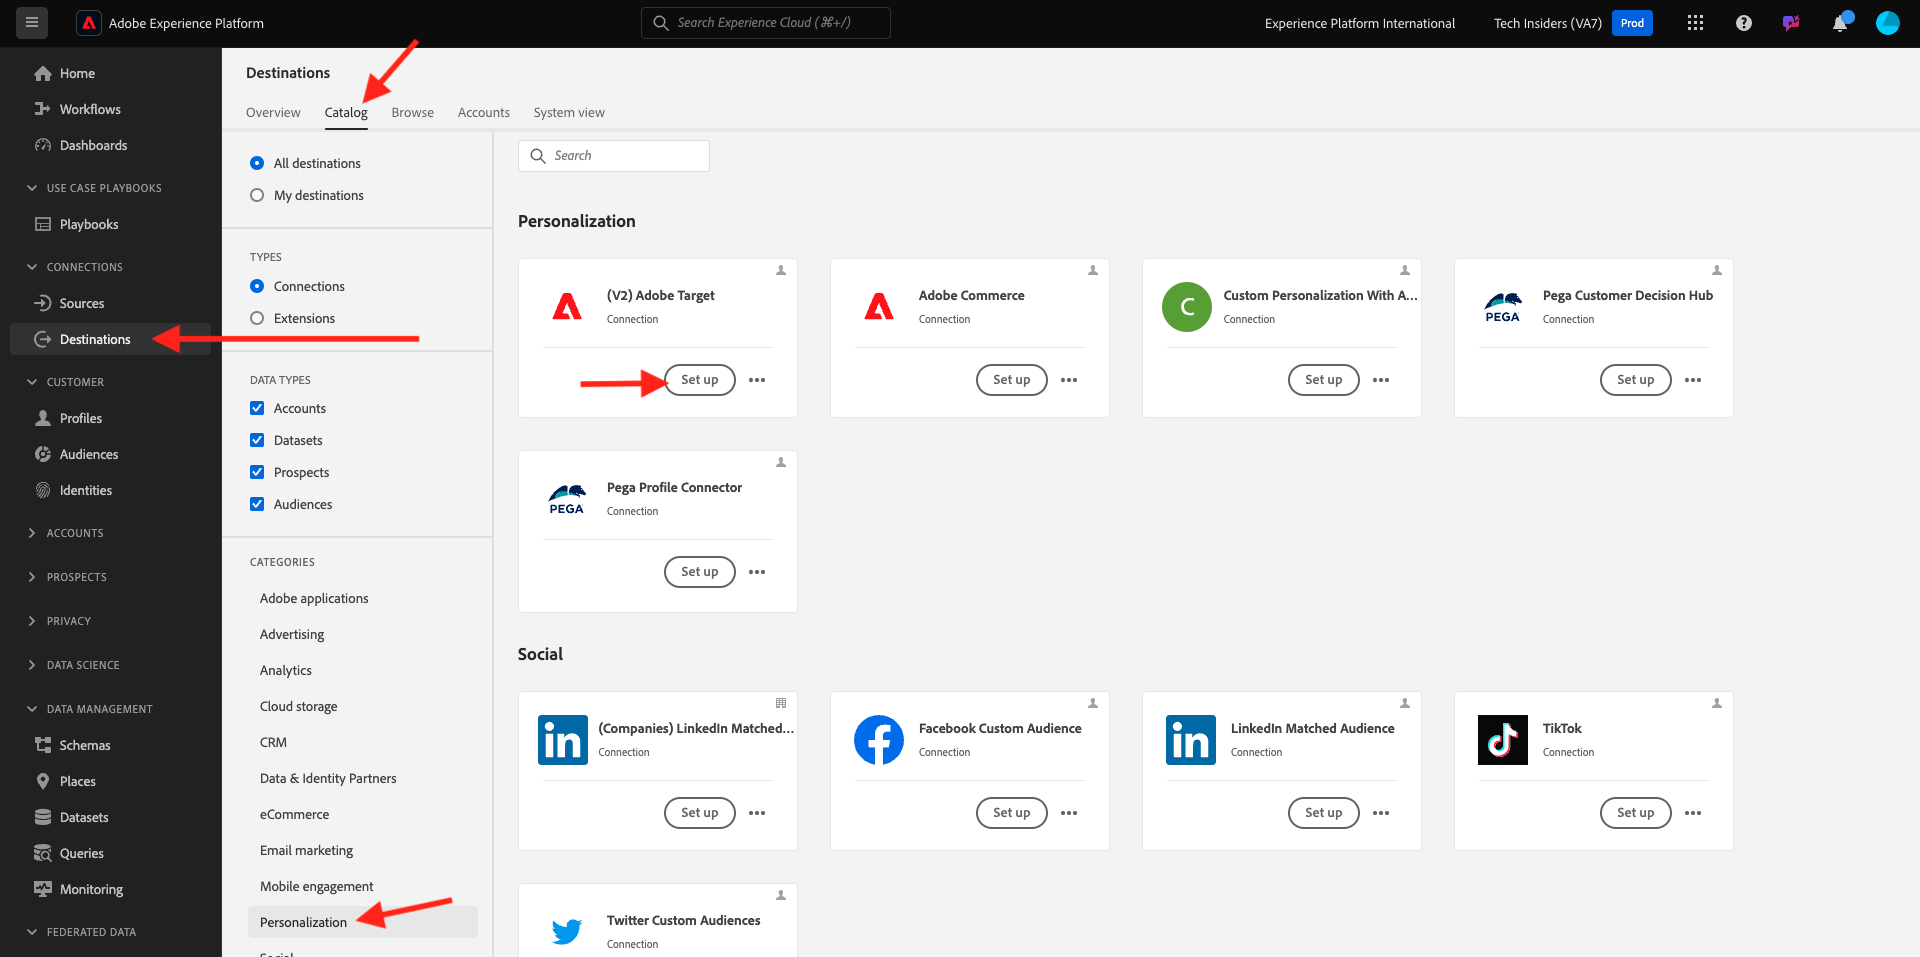 Adobe Experience Platform
Search Experience Cloud (⌘+/)
Experience Platform International
Tech Insiders (VA7)
Prod
Home
Workflows
Dashboards
USE CASE PLAYBOOKS
Playbooks
CONNECTIONS
Sources
Destinations
CUSTOMER
Profiles
Audiences
Identities
ACCOUNTS
PROSPECTS
PRIVACY
DATA SCIENCE
DATA MANAGEMENT
Schemas
Places
Datasets
Queries
Monitoring
FEDERATED DATA
Destinations
Overview
Catalog
Browse
Accounts
System view
All destinations
My destinations
TYPES
Connections
Extensions
DATA TYPES
Accounts
Datasets
Prospects
Audiences
CATEGORIES
Adobe applications
Advertising
Analytics
Cloud storage
CRM
Data & Identity Partners
eCommerce
Email marketing
Mobile engagement
Personalization
Social
Search
Personalization
(V2) Adobe Target
Connection
Set up
Adobe Commerce
Connection
Set up
C
Custom Personalization With A...
Connection
Set up
PEGA
Pega Customer Decision Hub
Connection
Set up
PEGA
Pega Profile Connector
Connection
Set up
Social
in
(Companies) LinkedIn Matched...
Connection
Set up
Facebook Custom Audience
Connection
Set up
in
LinkedIn Matched Audience
Connection
Set up
TikTok
Connection
Set up
Twitter Custom Audiences
Connection